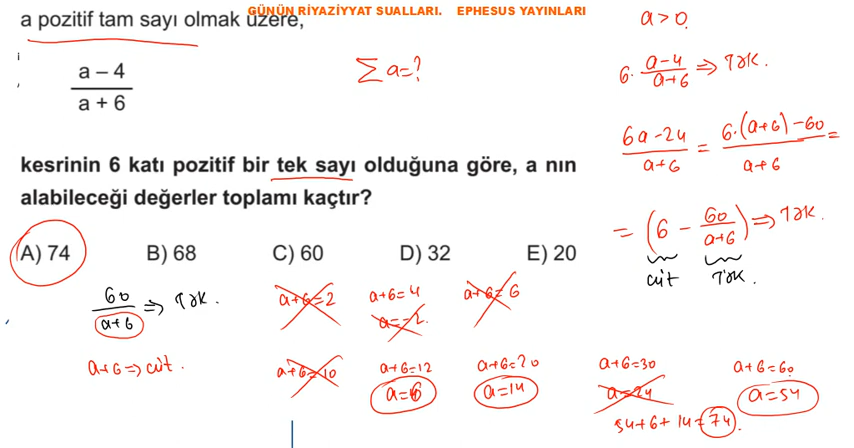 GÜNÜN RİYAZİYYAT SUALLARI. EPHESUS YAYINLARI
a pozitif tam sayı olmak üzere,
a – 4
a + 6
∑ a=?
kesrinin 6 katı pozitif bir tek sayı olduğuna göre, a nın
alabileceği değerler toplamı kaçtır?
A) 74 B) 68 C) 60 D) 32 E) 20
a>0
6. a-4/a+6 ⇒ Tək.
6a-24/a+6 = 6.(a+6)-60/a+6 =
= (6 - 60/a+6) ⇒ Tək.
cüt Tək.
60/a+6 ⇒ Tək.
a+6 ⇒ cüt.
a+6=2
a+6=4
a=-2
a+6=6
a+6=10
a+6=12
a=6
a+6=20
a=14
a+6=30
a=24
a+6=60
a=54
54+6+14=74.